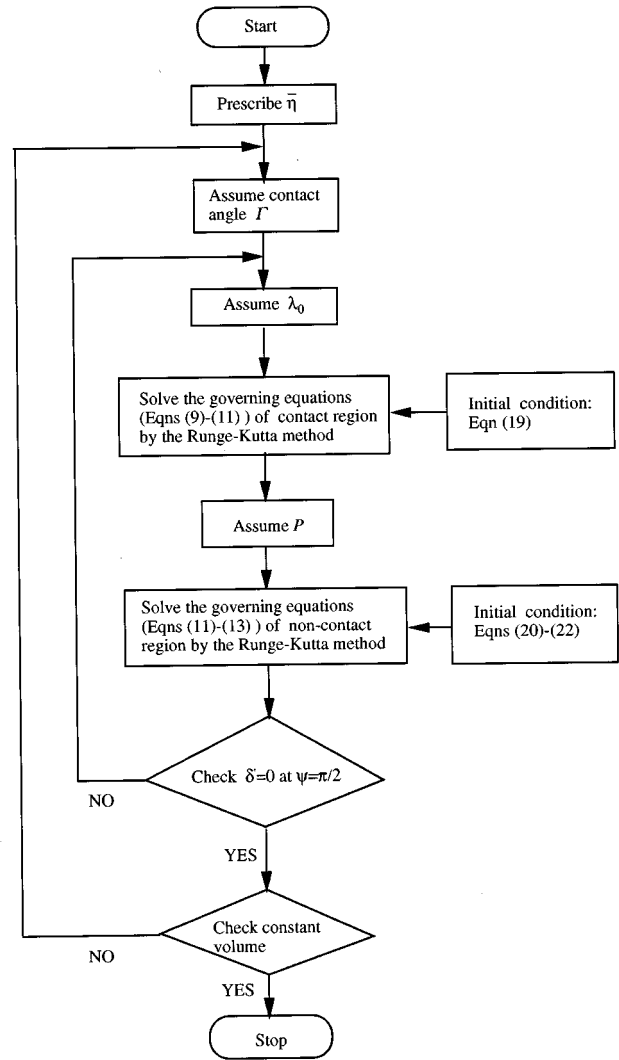 Start
Prescribe η̄
Assume contact
angle Γ
Assume λ₀
Solve the governing equations
(Eqns (9)-(11) ) of contact region
by the Runge-Kutta method
Initial condition:
Eqn (19)
Assume P
Solve the governing equations
(Eqns (11)-(13) ) of non-contact
region by the Runge-Kutta method
Initial condition:
Eqns (20)-(22)
Check δ'=0 at ψ=π/2
NO
YES
Check constant
volume
NO
YES
Stop